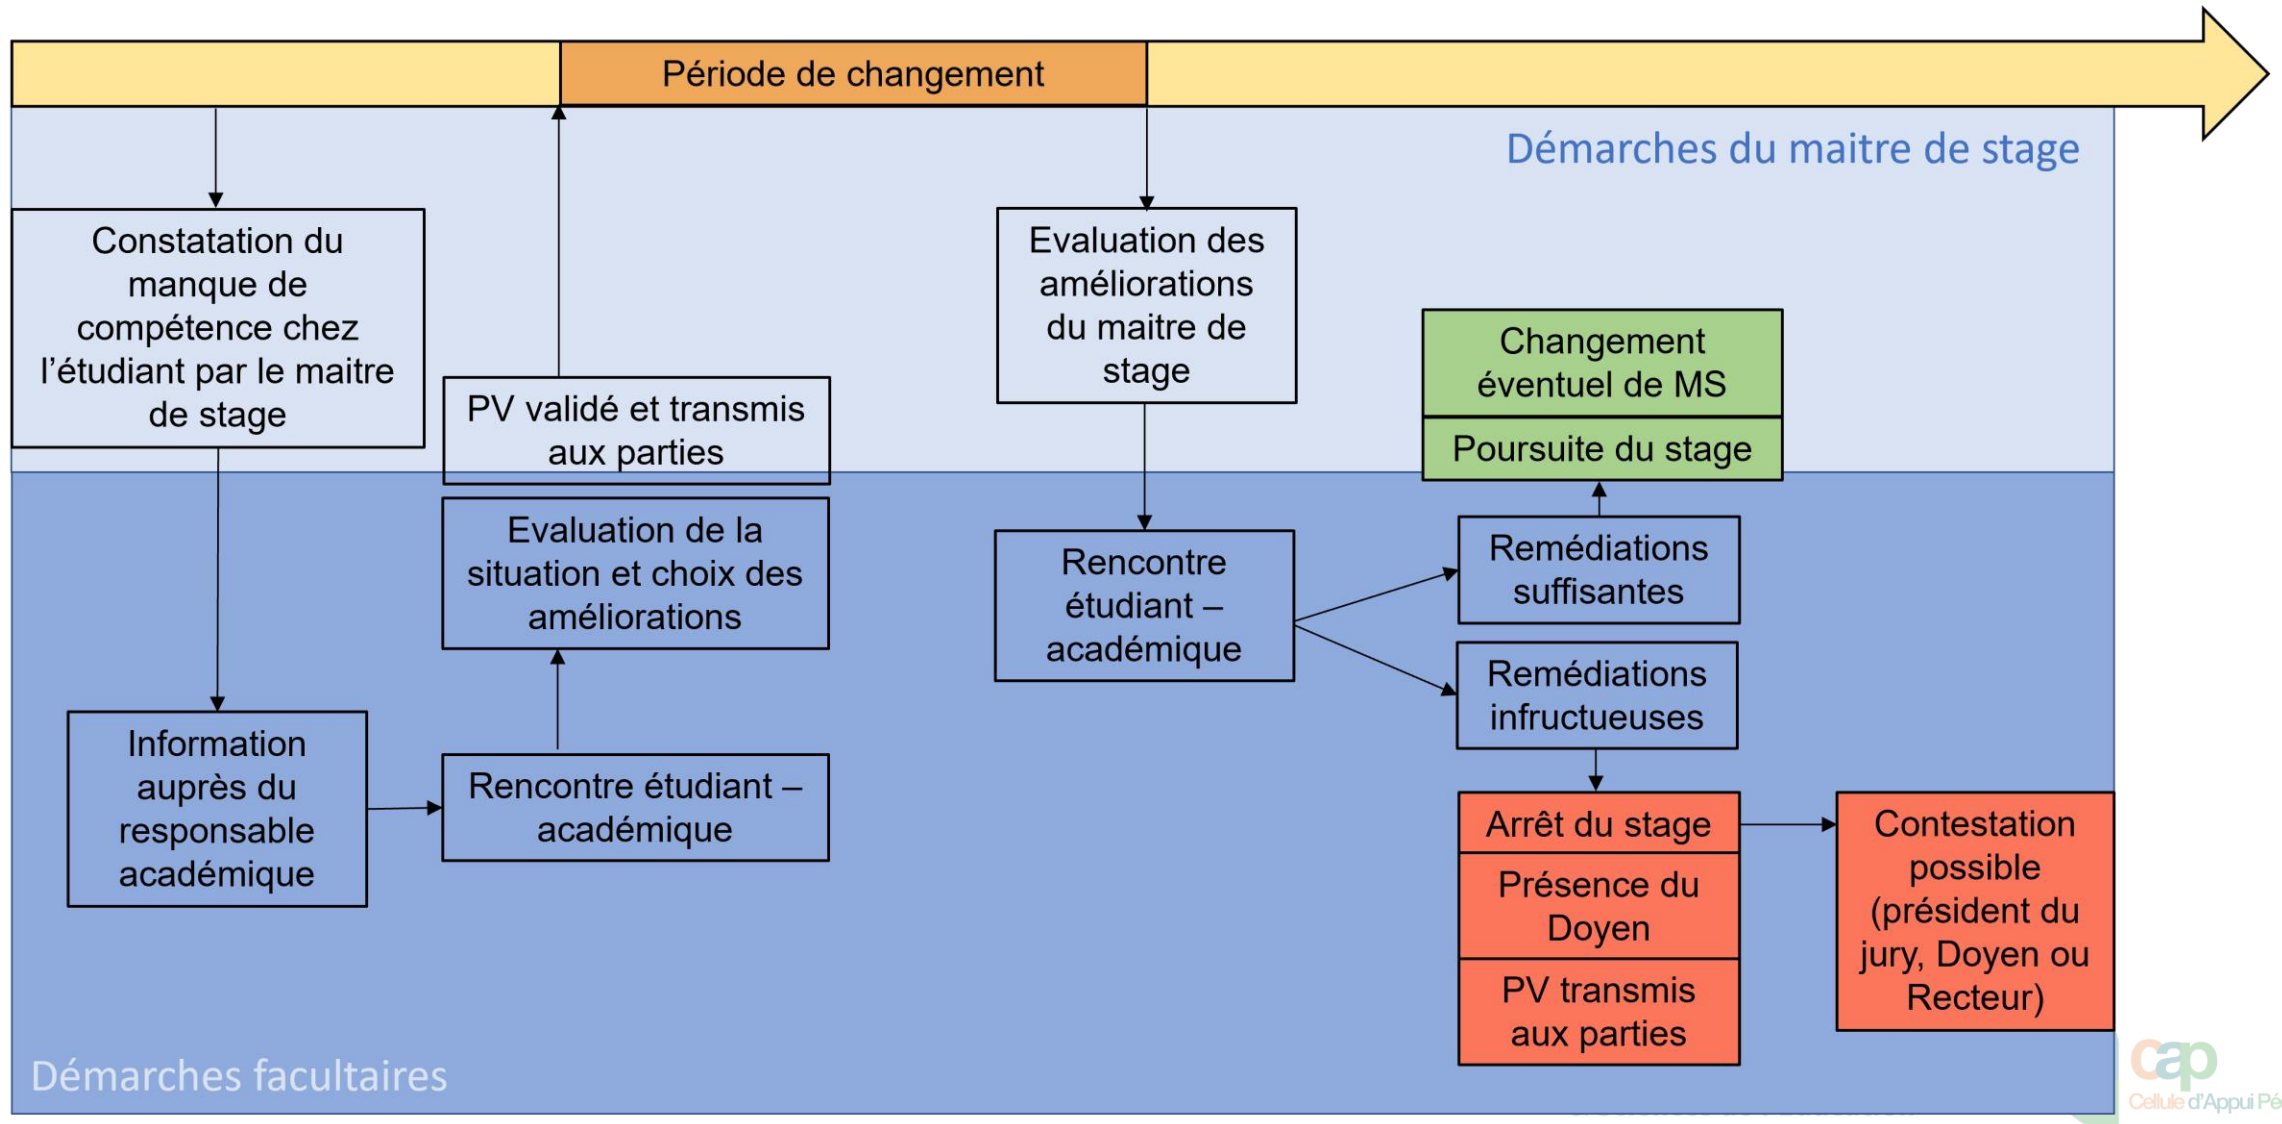 Période de changement
Démarches du maitre de stage
Constatation du
manque de
compétence chez
l'étudiant par le maitre
de stage
PV validé et transmis
aux parties
Evaluation de la
situation et choix des
améliorations
Information
auprès du
responsable
académique
Rencontre étudiant –
académique
Evaluation des
améliorations
du maitre de
stage
Rencontre
étudiant –
académique
Changement
éventuel de MS
Poursuite du stage
Remédiations
suffisantes
Remédiations
infructueuses
Arrêt du stage
Présence du
Doyen
PV transmis
aux parties
Contestation
possible
(président du
jury, Doyen ou
Recteur)
Démarches facultaires
cap
Cellule d'Appui Pé